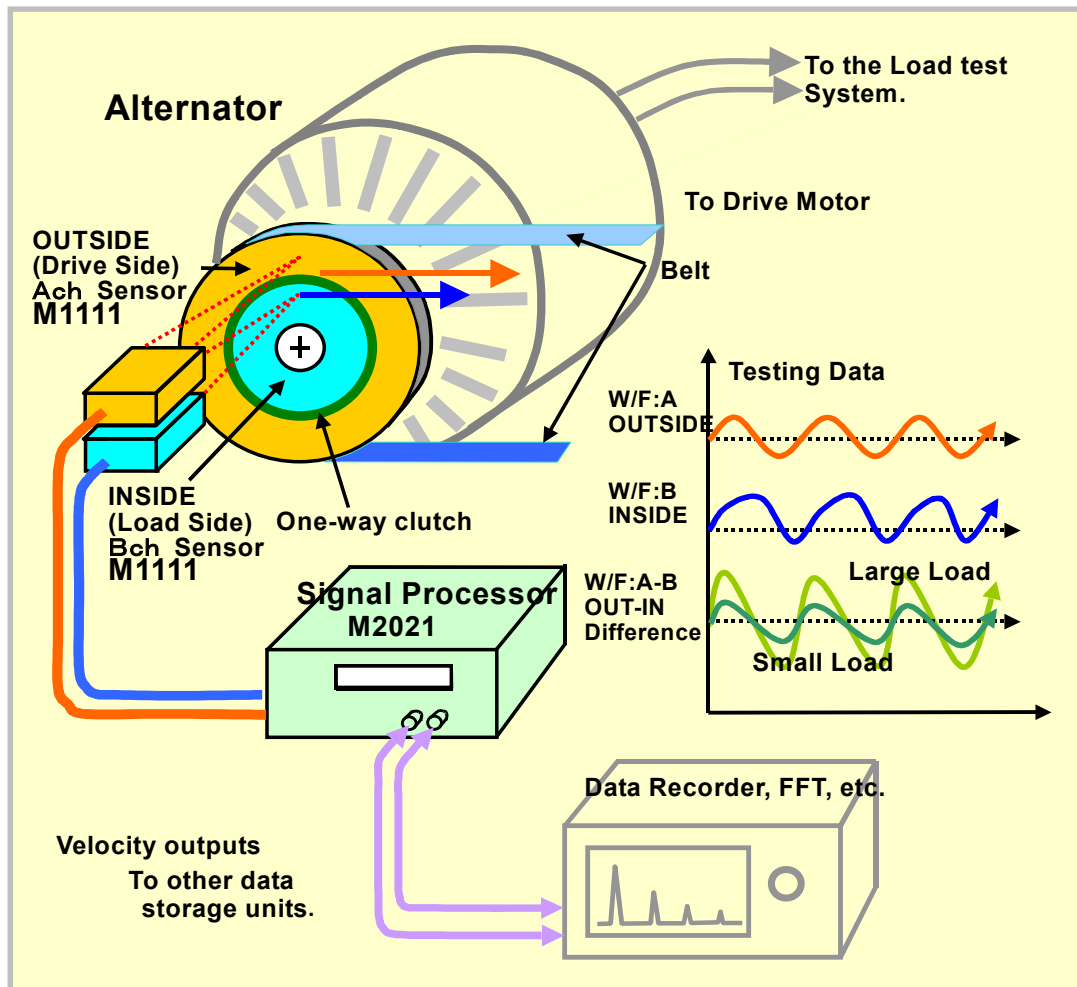 To the Load test
System.
Alternator
To Drive Motor
OUTSIDE
(Drive Side)
Ach Sensor
M1111
Belt
Testing Data
W/F:A
OUTSIDE
W/F:B
INSIDE
INSIDE
(Load Side)
Bch Sensor
M1111
One-way clutch
Large Load
W/F:A-B
OUT-IN
Difference
Small Load
Signal Processor
M2021
Data Recorder, FFT, etc.
Velocity outputs
To other data
storage units.